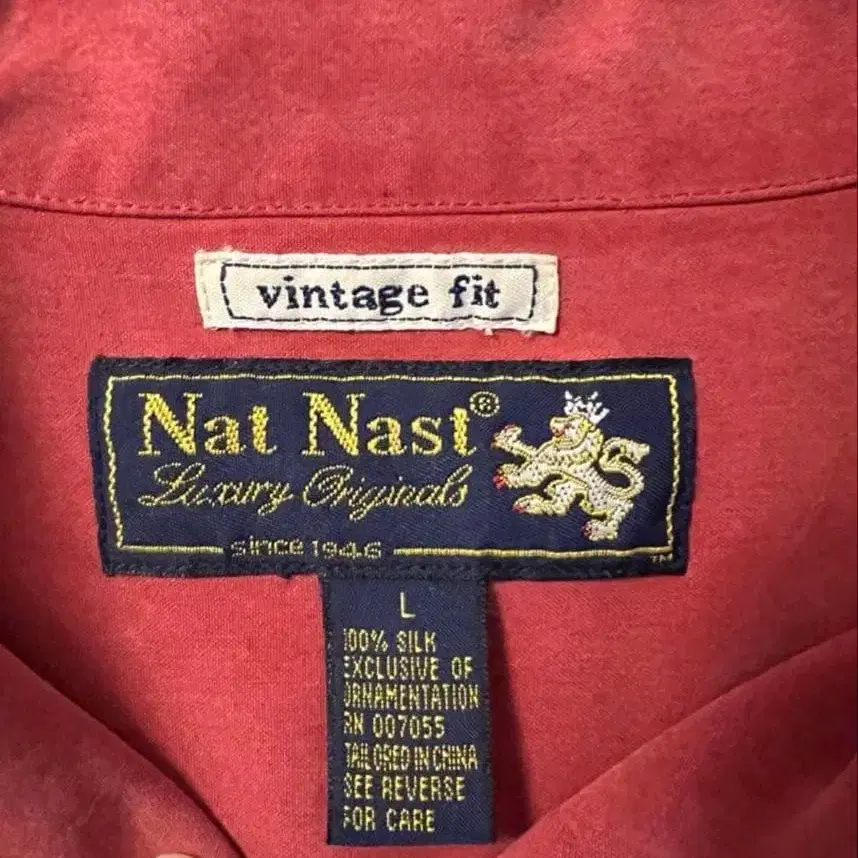 vintage fit
Nat Nast®
Luxury Originals
since 1946
TM
L
100% SILK
EXCLUSIVE OF
ORNAMENTATION
RN 007055
TAILORED IN CHINA
SEE REVERSE
FOR CARE